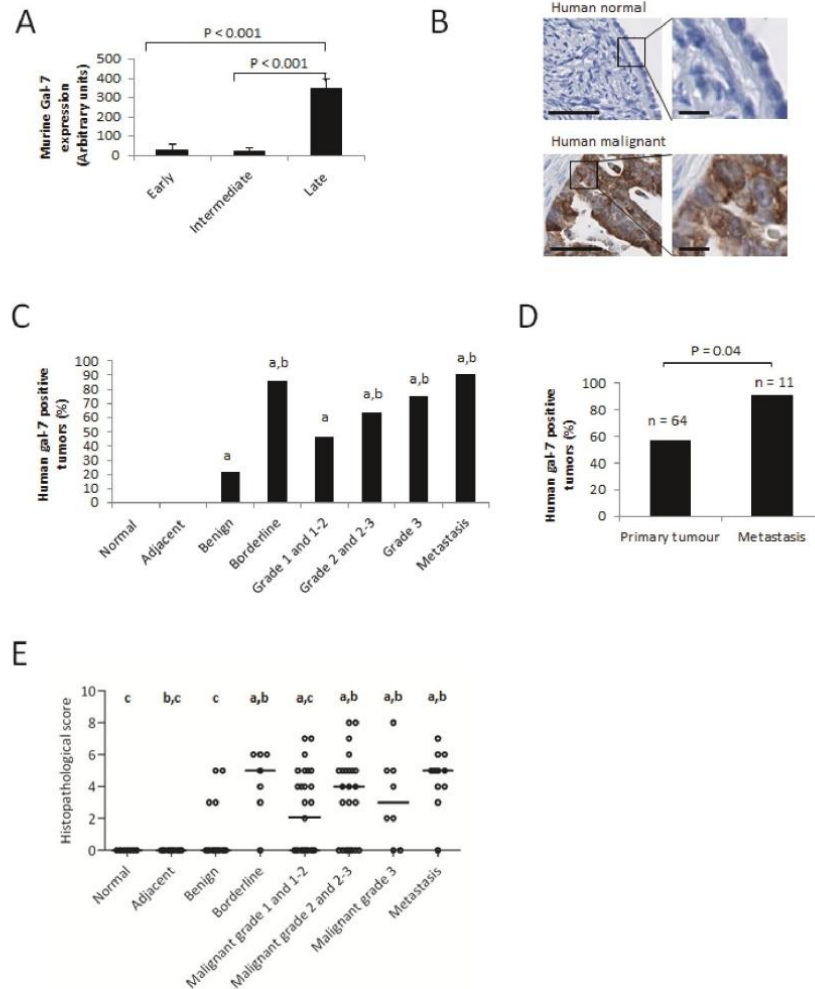 A
P < 0.001
P < 0.001
Murine Gal-7
expression
(Arbitrary units)
500
400
300
200
100
0
Early
Intermediate
Late
B
Human normal
Human malignant
C
Human gal-7 positive
tumors (%)
100
90
80
70
60
50
40
30
20
10
0
a
a,b
a
a,b
a,b
a,b
Normal
Adjacent
Benign
Borderline
Grade 1 and 1-2
Grade 2 and 2-3
Grade 3
Metastasis
D
P = 0.04
Human gal-7 positive
tumors (%)
100
80
60
40
20
0
n = 64
n = 11
Primary tumour
Metastasis
E
Histopathological score
10
8
6
4
2
0
c
b,c
c
a,b
a,c
a,b
a,b
a,b
Normal
Adjacent
Benign
Borderline
Malignant grade 1 and 1-2
Malignant grade 2 and 2-3
Malignant grade 3
Metastasis